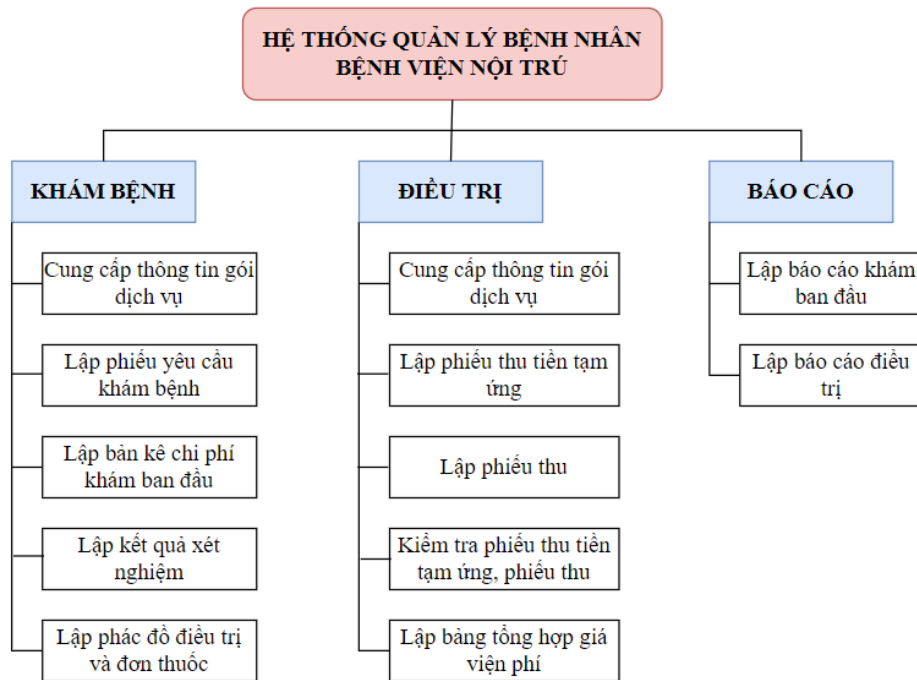 HỆ THỐNG QUẢN LÝ BỆNH NHÂN
BỆNH VIỆN NỘI TRÚ
KHÁM BỆNH
Cung cấp thông tin gói
dịch vụ
Lập phiếu yêu cầu
khám bệnh
Lập bản kê chi phí
khám ban đầu
Lập kết quả xét
nghiệm
Lập phác đồ điều trị
và đơn thuốc
ĐIỀU TRỊ
Cung cấp thông tin gói
dịch vụ
Lập phiếu thu tiền tạm
ứng
Lập phiếu thu
Kiểm tra phiếu thu tiền
tạm ứng, phiếu thu
Lập bảng tổng hợp giá
viện phí
BÁO CÁO
Lập báo cáo khám
ban đầu
Lập báo cáo điều
trị